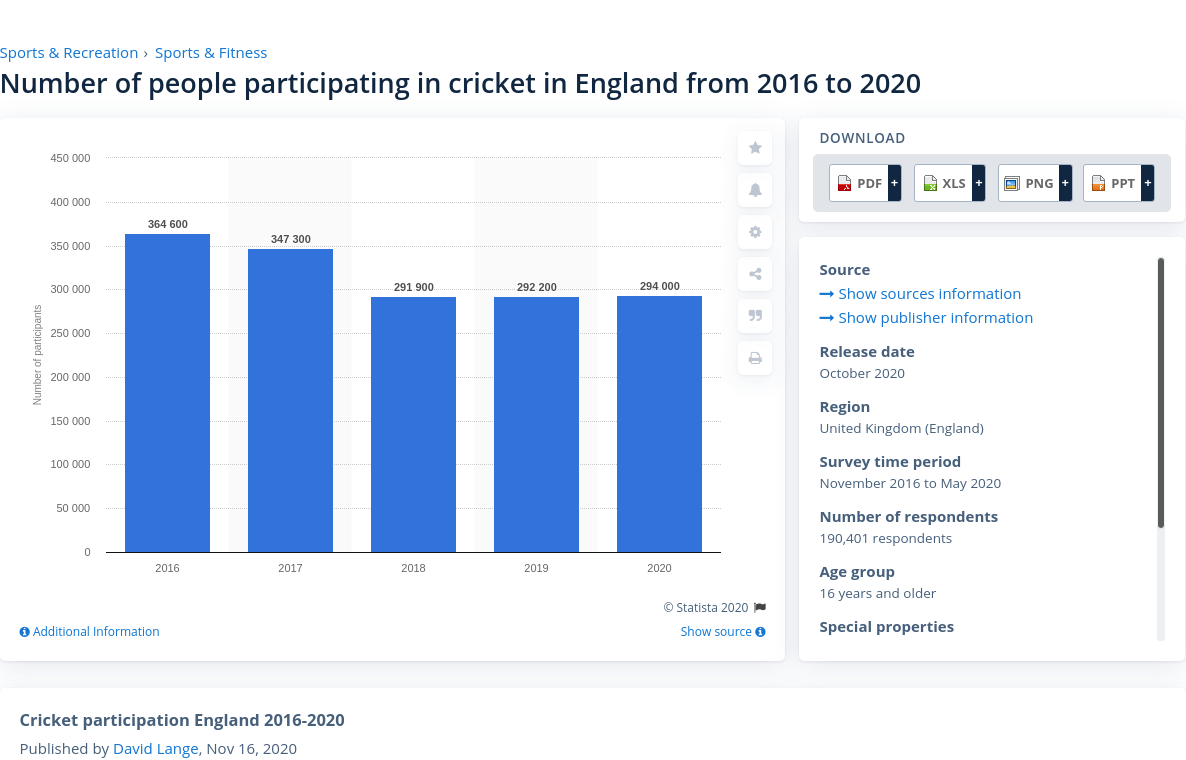 Sports & Recreation › Sports & Fitness
Number of people participating in cricket in England from 2016 to 2020
450 000
400 000
350 000
300 000
250 000
200 000
150 000
100 000
50 000
0
Number of participants
364 600
347 300
291 900
292 200
294 000
2016 2017 2018 2019 2020
© Statista 2020
Additional Information
Show source
DOWNLOAD
PDF + XLS + PNG + PPT +
Source
Show sources information
Show publisher information
Release date
October 2020
Region
United Kingdom (England)
Survey time period
November 2016 to May 2020
Number of respondents
190,401 respondents
Age group
16 years and older
Special properties
Cricket participation England 2016-2020
Published by David Lange, Nov 16, 2020